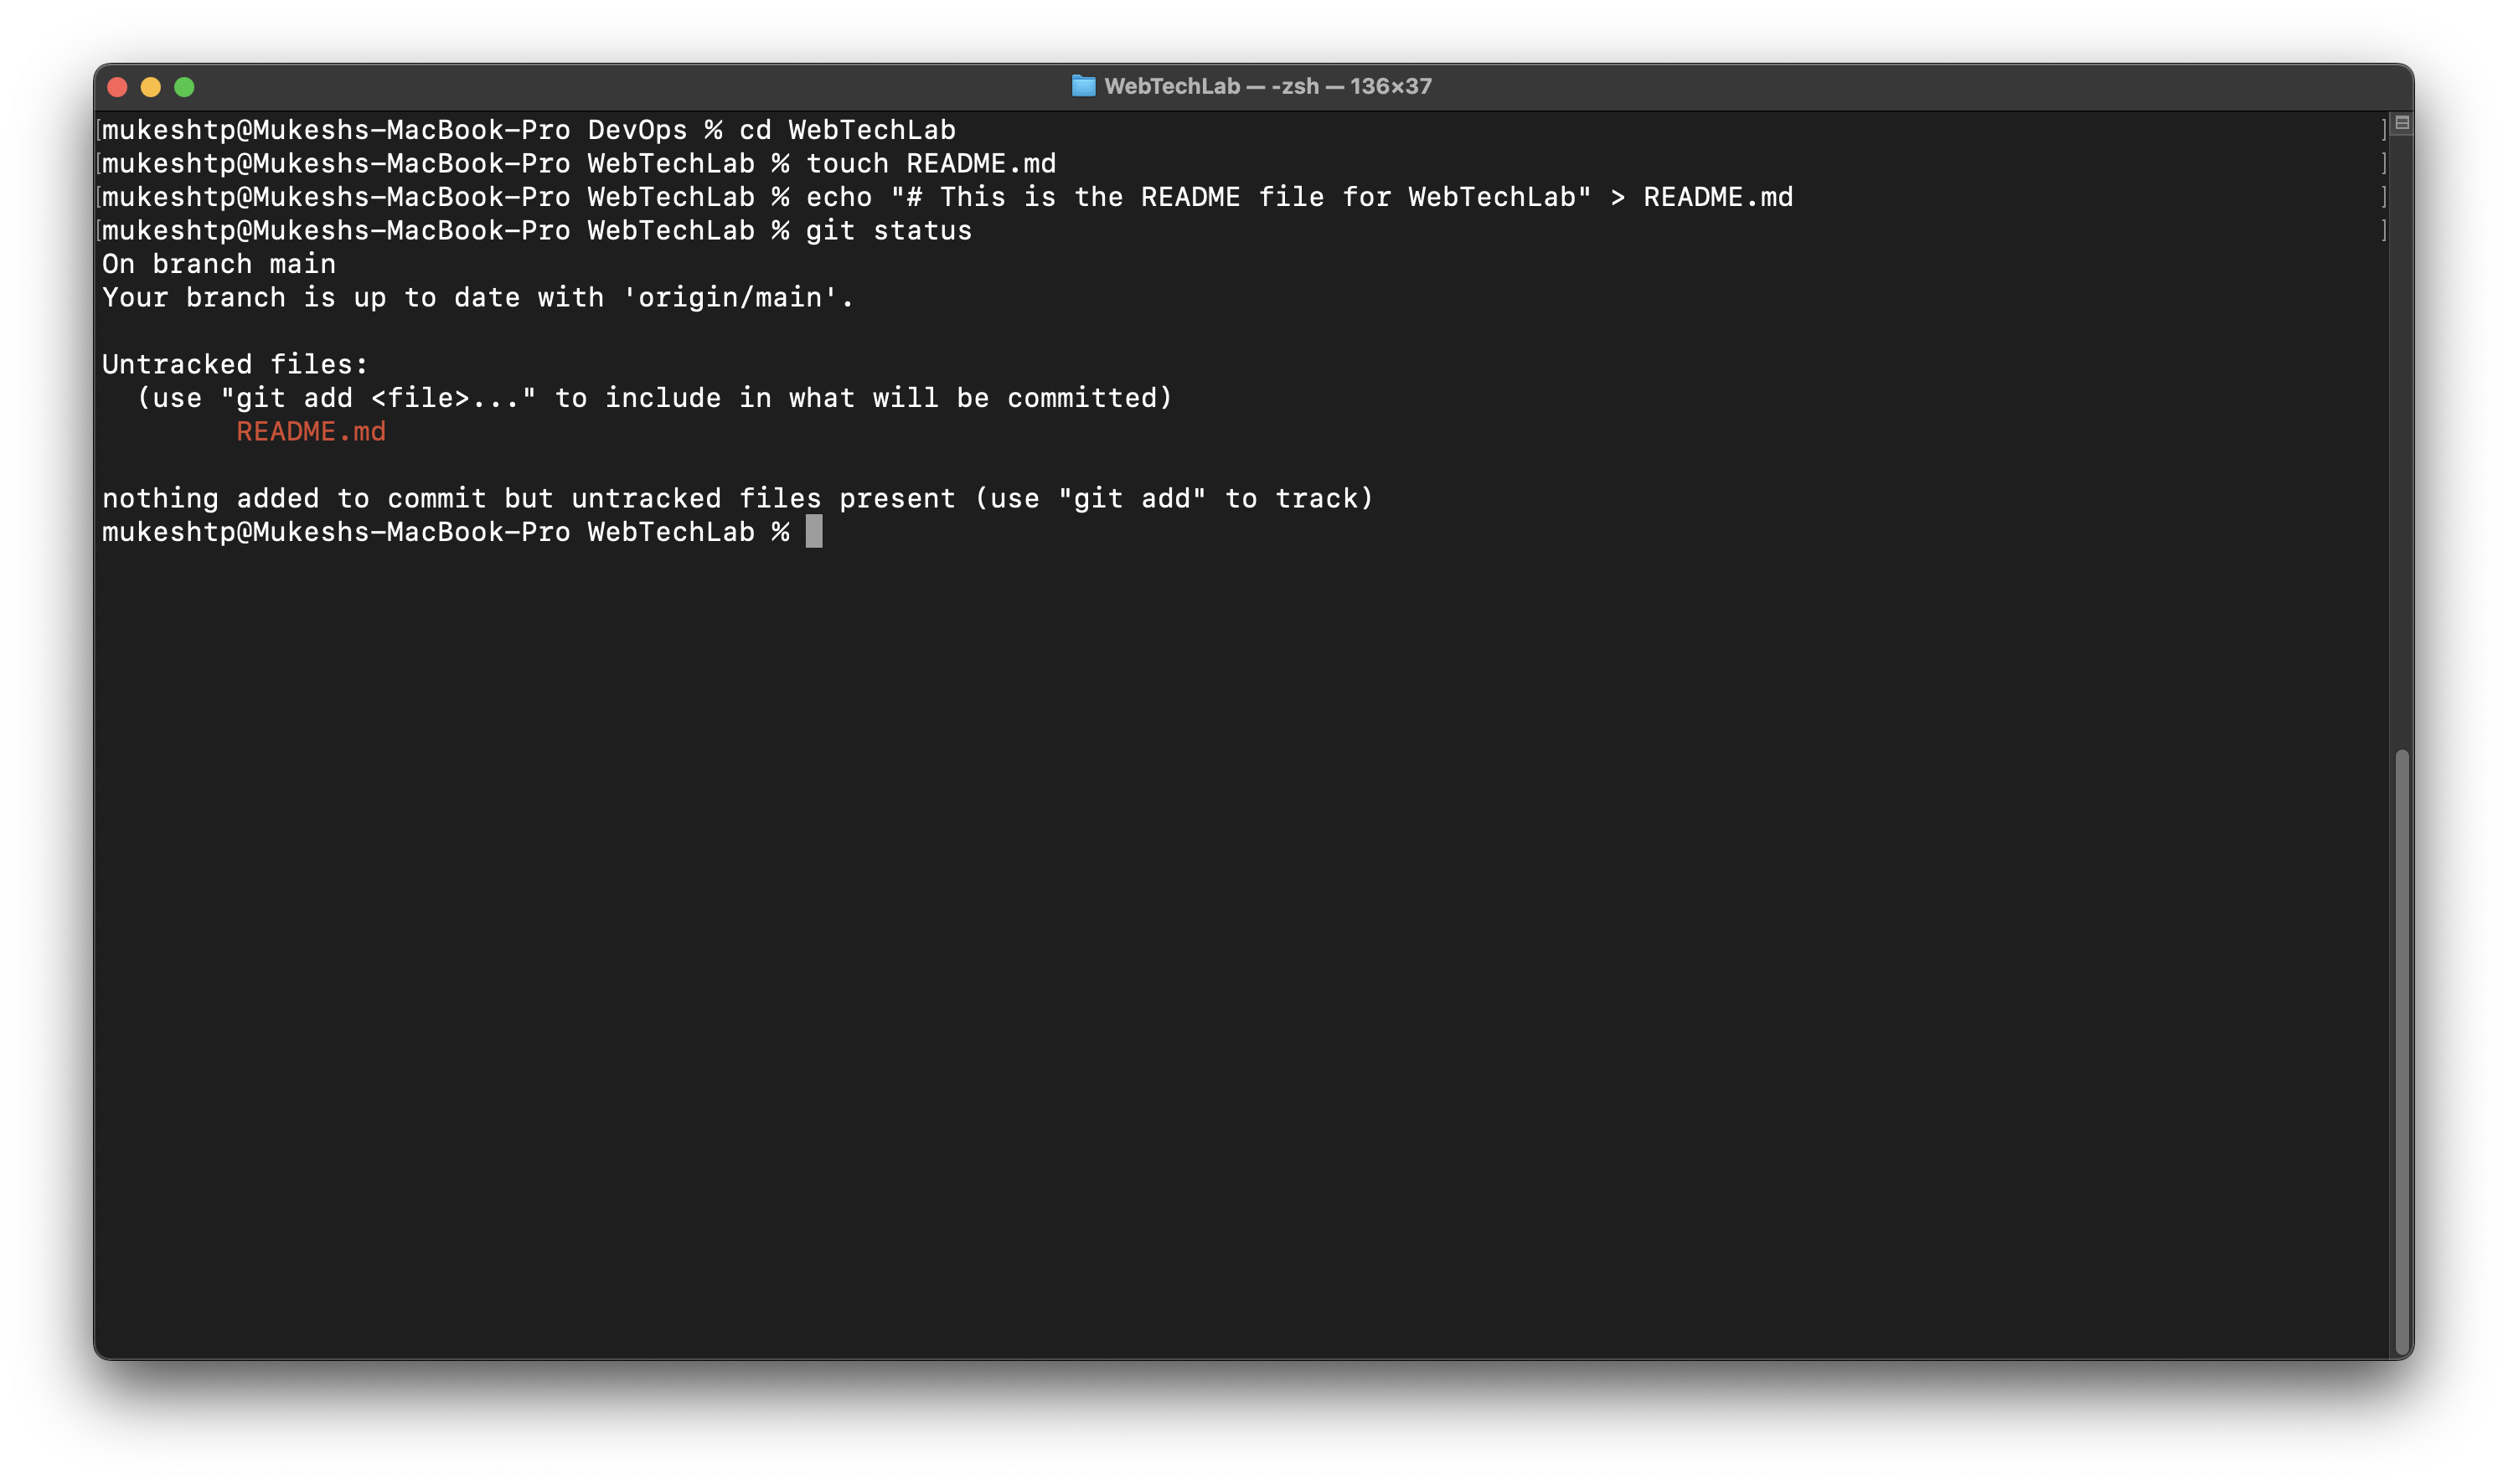 WebTechLab — -zsh — 136×37
[mukeshtp@Mukeshs-MacBook-Pro DevOps % cd WebTechLab ]
[mukeshtp@Mukeshs-MacBook-Pro WebTechLab % touch README.md ]
[mukeshtp@Mukeshs-MacBook-Pro WebTechLab % echo "# This is the README file for WebTechLab" > README.md ]
[mukeshtp@Mukeshs-MacBook-Pro WebTechLab % git status ]
On branch main
Your branch is up to date with 'origin/main'.

Untracked files:
  (use "git add <file>..." to include in what will be committed)
        README.md

nothing added to commit but untracked files present (use "git add" to track)
mukeshtp@Mukeshs-MacBook-Pro WebTechLab %